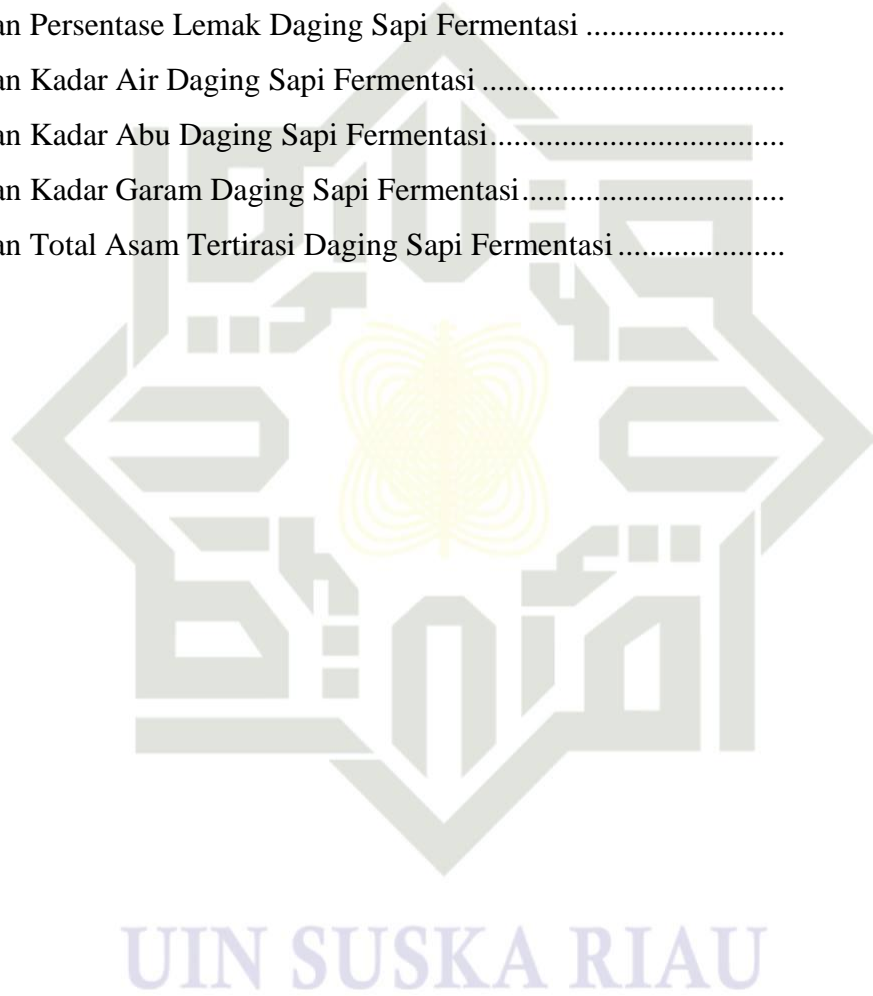 an Persentase Lemak Daging Sapi Fermentasi .........................
an Kadar Air Daging Sapi Fermentasi ......................................
an Kadar Abu Daging Sapi Fermentasi.....................................
an Kadar Garam Daging Sapi Fermentasi.................................
an Total Asam Tertirasi Daging Sapi Fermentasi .....................
UIN SUSKA RIAU